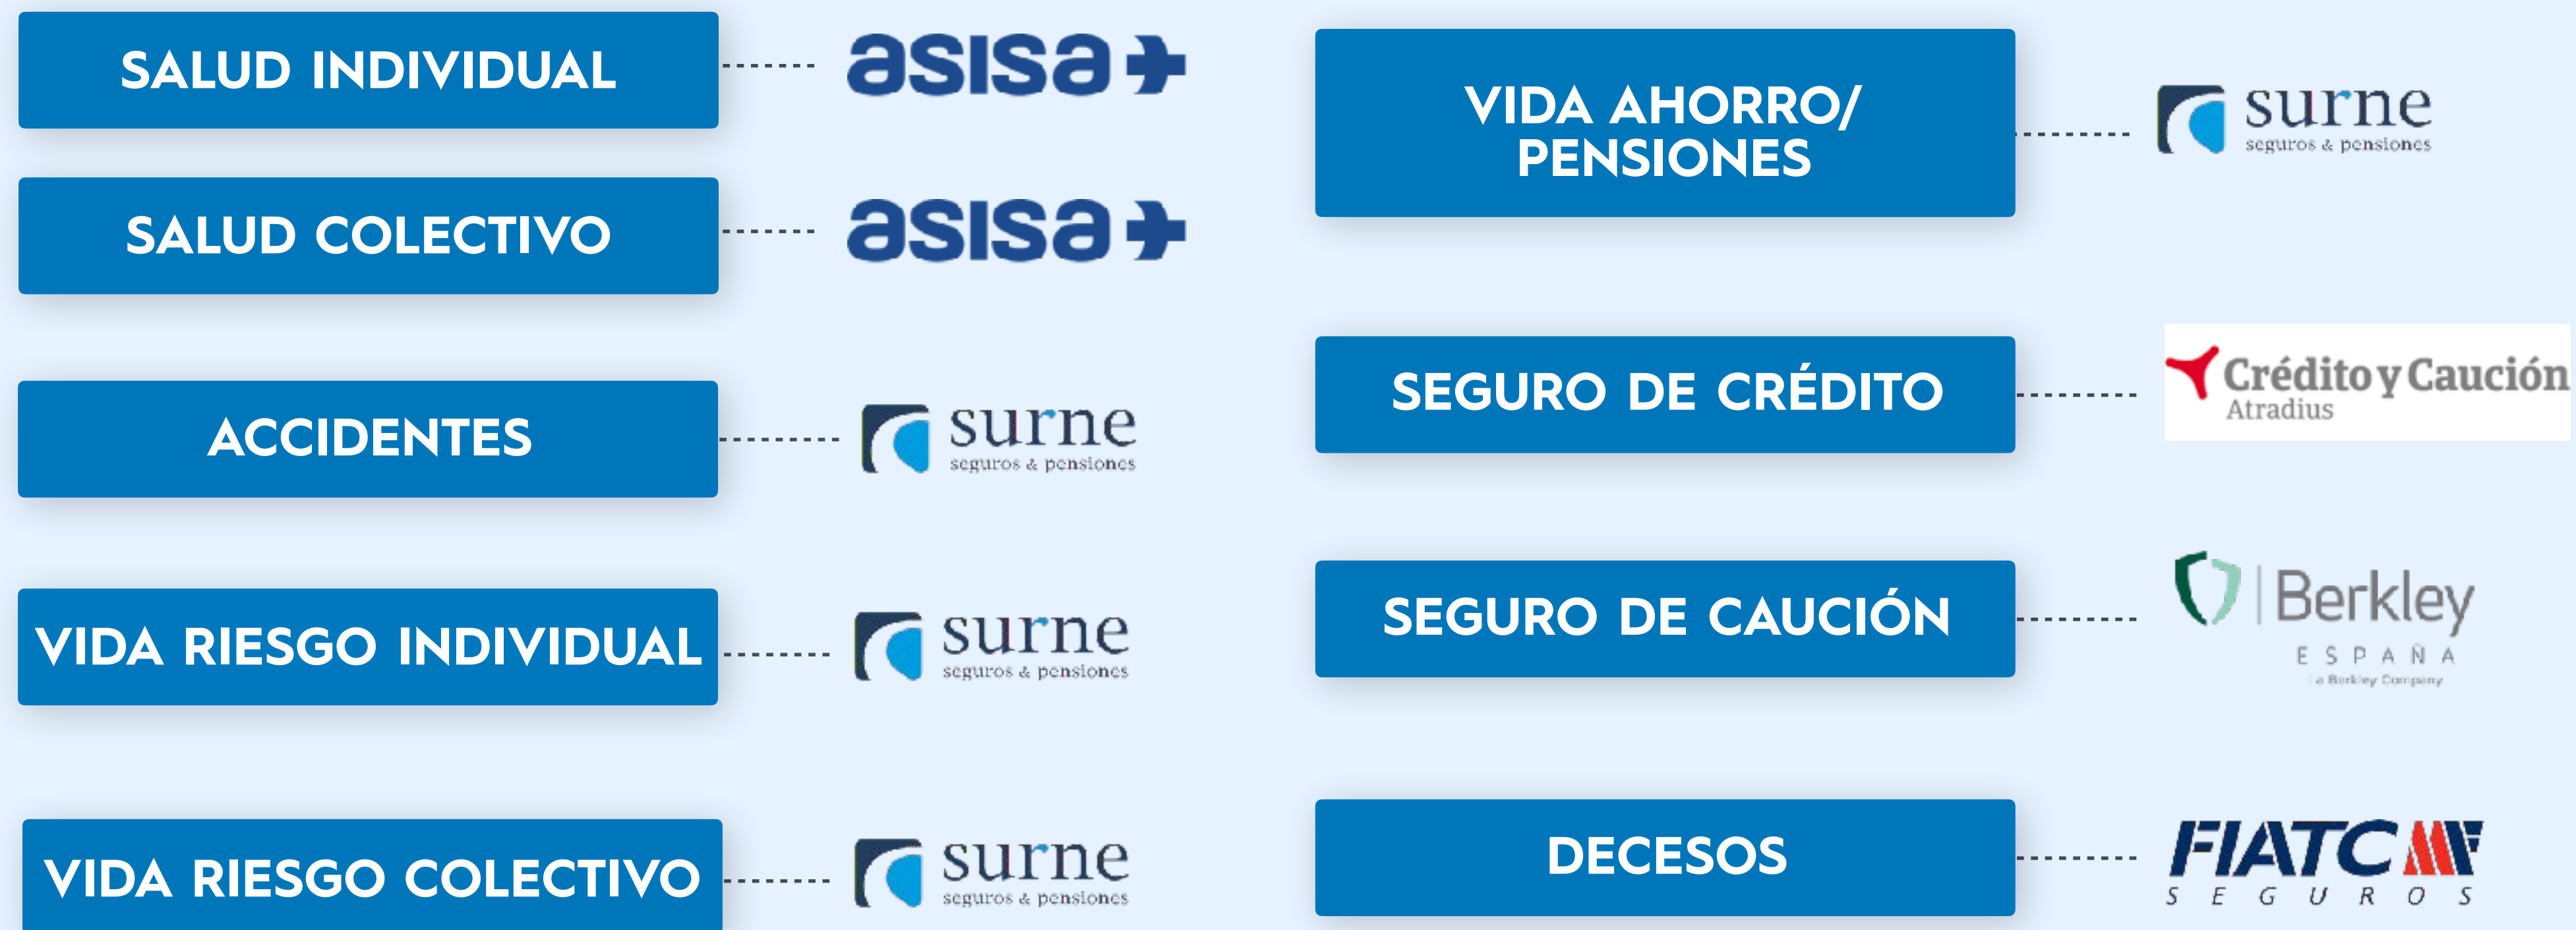 SALUD INDIVIDUAL
asisa
SALUD COLECTIVO
asisa
ACCIDENTES
surne
seguros & pensiones
VIDA RIESGO INDIVIDUAL
surne
seguros & pensiones
VIDA RIESGO COLECTIVO
surne
seguros & pensiones
VIDA AHORRO/
PENSIONES
surne
seguros & pensiones
SEGURO DE CRÉDITO
Crédito y Caución
Atradius
SEGURO DE CAUCIÓN
Berkley
ESPAÑA
a Berkley Company
DECESOS
FIATC
SEGUROS